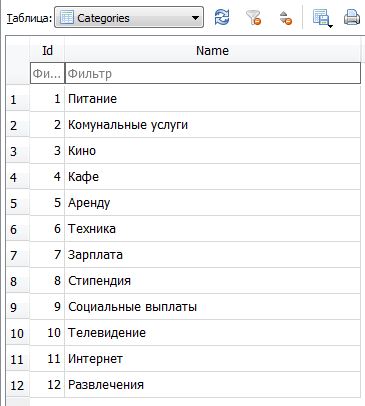 Таблица: Categories
Id Name
Фи... Фильтр
1 1 Питание
2 2 Комунальные услуги
3 3 Кино
4 4 Кафе
5 5 Аренду
6 6 Техника
7 7 Зарплата
8 8 Стипендия
9 9 Социальные выплаты
10 10 Телевидение
11 11 Интернет
12 12 Развлечения